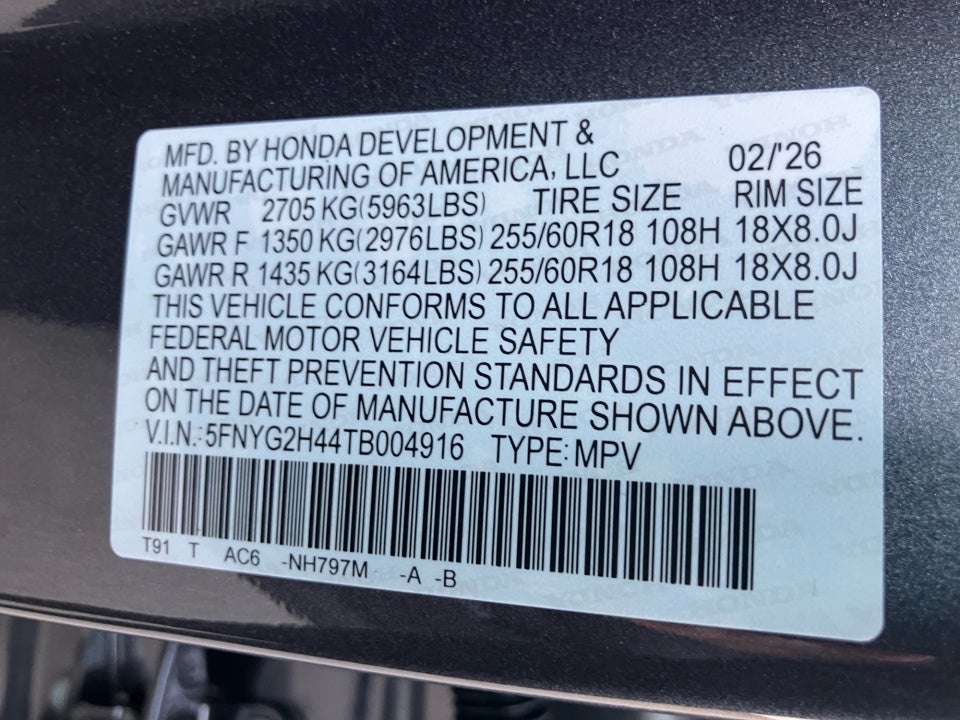 MFD. BY HONDA DEVELOPMENT &
MANUFACTURING OF AMERICA, LLC 02/'26
GVWR 2705 KG(5963LBS) TIRE SIZE RIM SIZE
GAWR F 1350 KG(2976LBS) 255/60R18 108H 18X8.0J
GAWR R 1435 KG(3164LBS) 255/60R18 108H 18X8.0J
THIS VEHICLE CONFORMS TO ALL APPLICABLE
FEDERAL MOTOR VEHICLE SAFETY
AND THEFT PREVENTION STANDARDS IN EFFECT
ON THE DATE OF MANUFACTURE SHOWN ABOVE.
V.I.N.:5FNYG2H44TB004916 TYPE:MPV
T91 T AC6 -NH797M -A -B